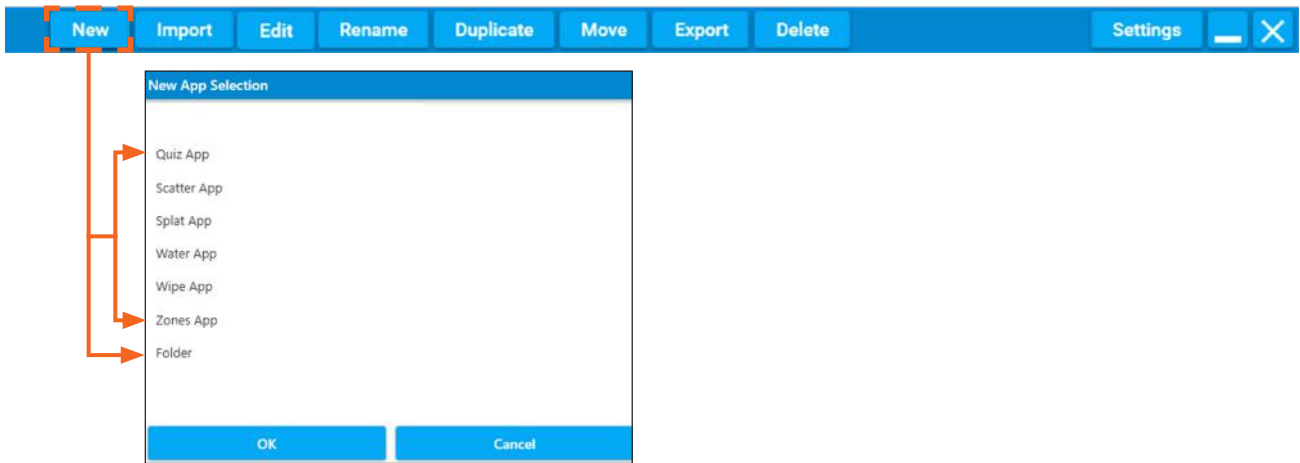 New Import Edit Rename Duplicate Move Export Delete Settings
New App Selection
Quiz App
Scatter App
Splat App
Water App
Wipe App
Zones App
Folder
OK Cancel